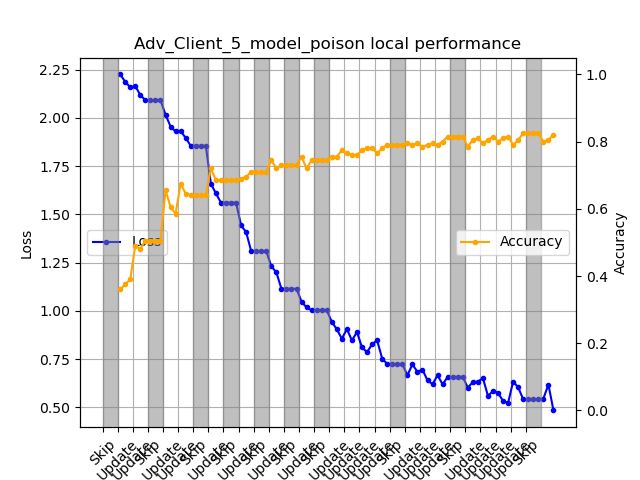 Adv_Client_5_model_poison local performance
2.25
2.00
1.75
1.50
1.25
1.00
0.75
0.50
Loss
Loss
Accuracy
1.0
0.8
0.6
0.4
0.2
0.0
Accuracy
Skip
Update
Update
Skip
Update
Update
Skip
Update
Skip
Update
Skip
Update
Skip
Update
Skip
Update
Update
Update
Update
Skip
Update
Update
Update
Skip
Update
Update
Update
Update
Skip